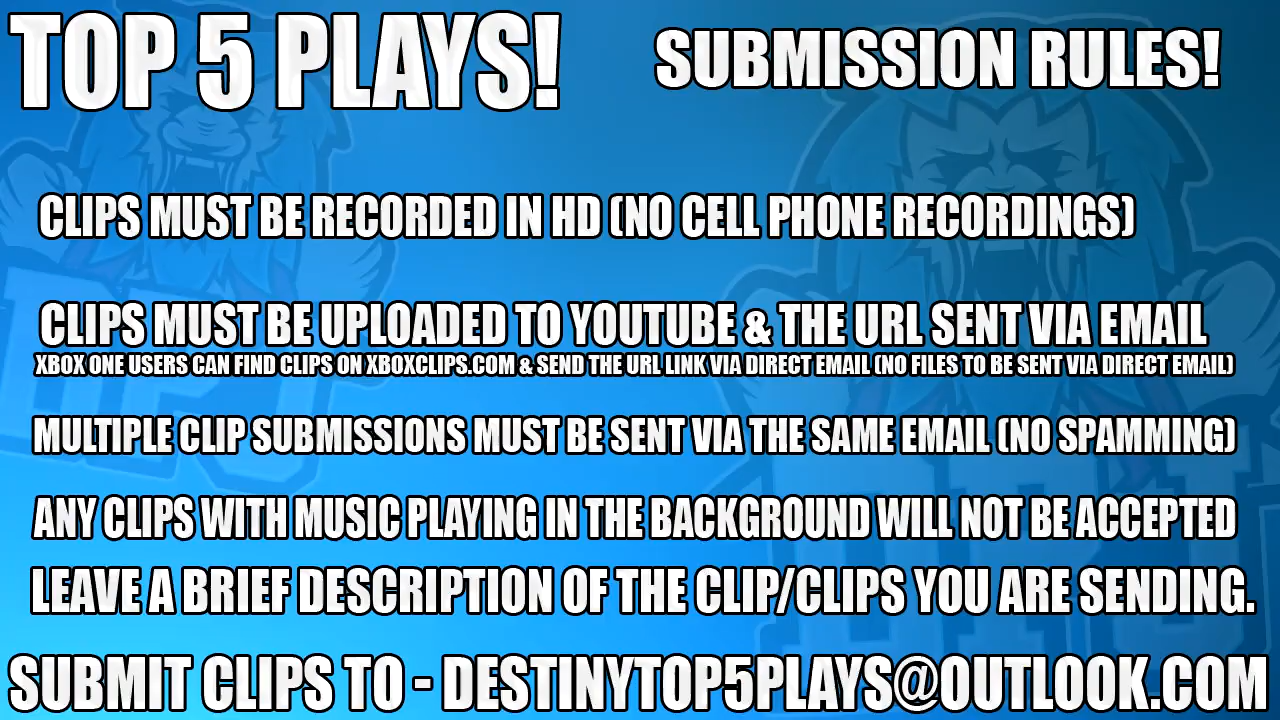 TOP 5 PLAYS!
SUBMISSION RULES!
CLIPS MUST BE RECORDED IN HD (NO CELL PHONE RECORDINGS)
CLIPS MUST BE UPLOADED TO YOUTUBE & THE URL SENT VIA EMAIL
XBOX ONE USERS CAN FIND CLIPS ON XBOXCLIPS.COM & SEND THE URL LINK VIA DIRECT EMAIL (NO FILES TO BE SENT VIA DIRECT EMAIL)
MULTIPLE CLIP SUBMISSIONS MUST BE SENT VIA THE SAME EMAIL (NO SPAMMING)
ANY CLIPS WITH MUSIC PLAYING IN THE BACKGROUND WILL NOT BE ACCEPTED
LEAVE A BRIEF DESCRIPTION OF THE CLIP/CLIPS YOU ARE SENDING.
SUBMIT CLIPS TO - DESTINYTOP5PLAYS@OUTLOOK.COM